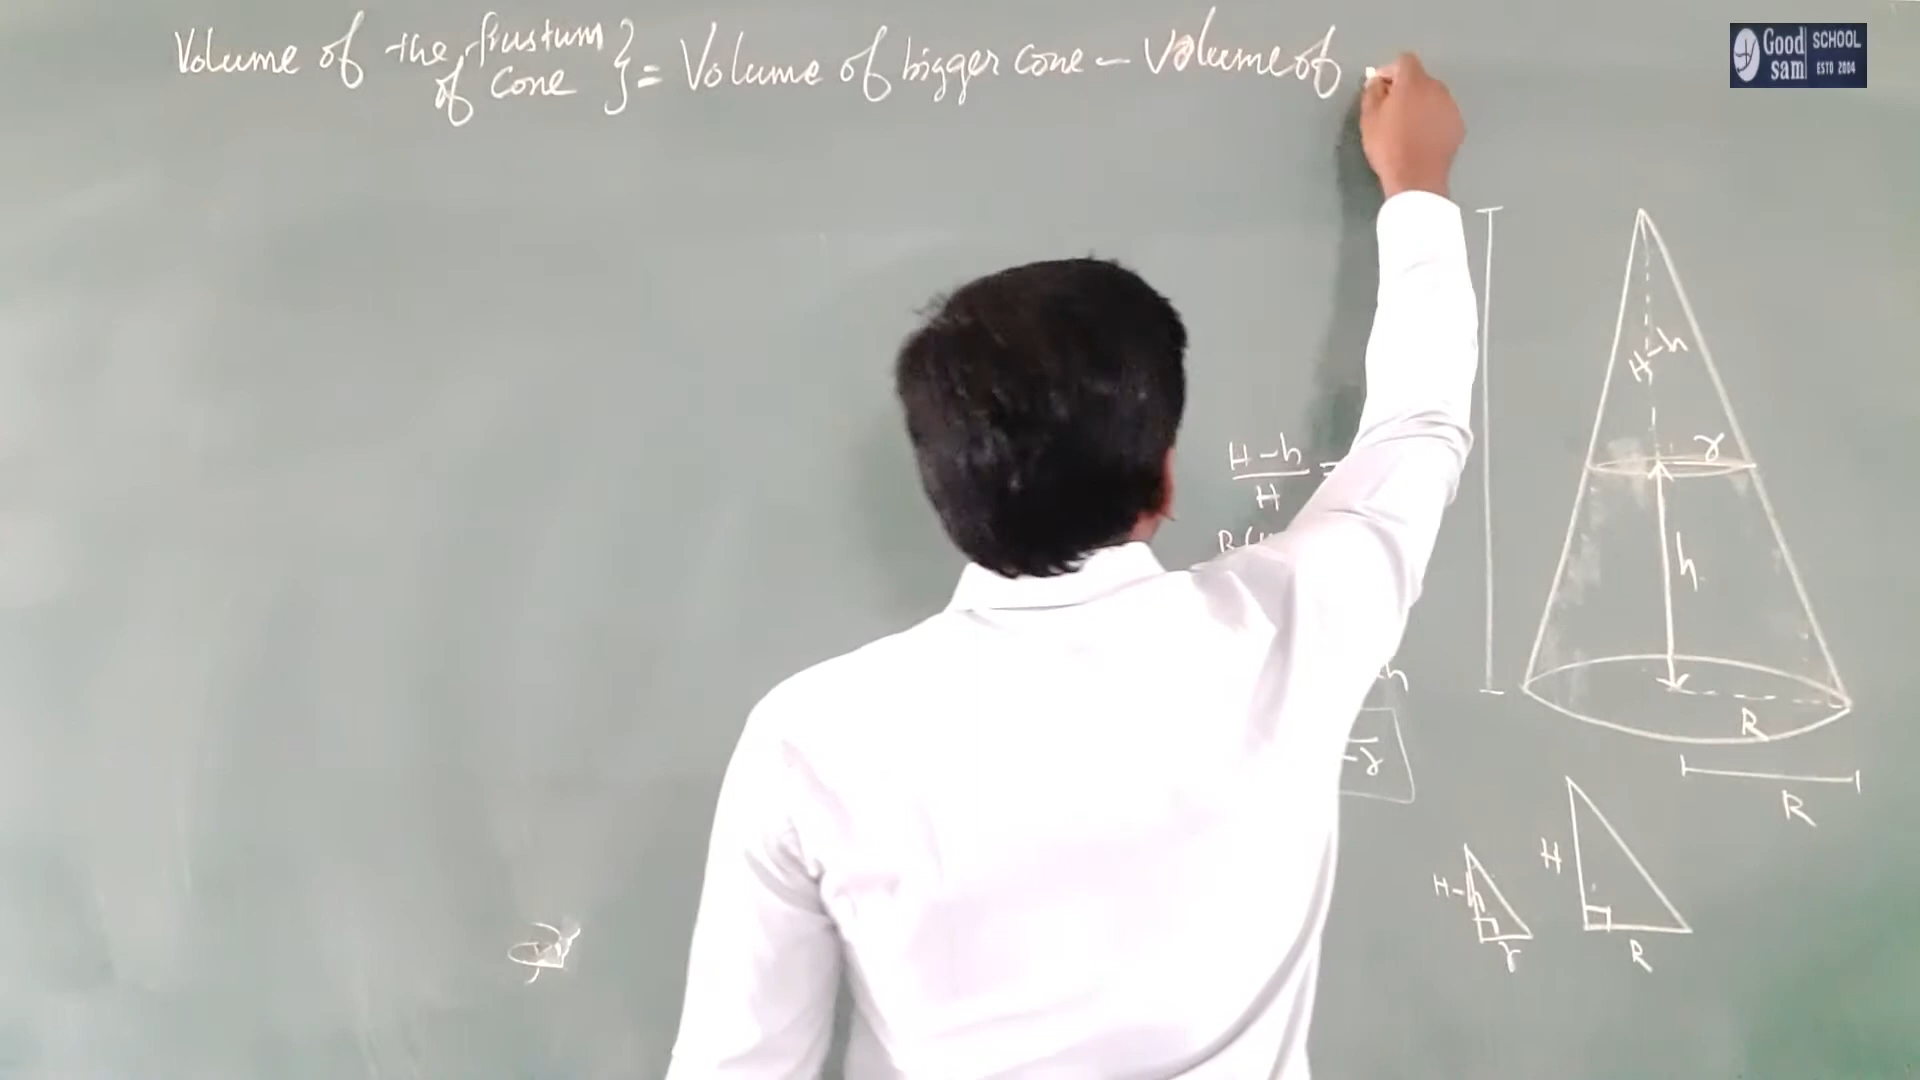 Volume of the frustum of Cone } = Volume of bigger cone - Volume of
Good sam SCHOOL
ESTD 2004
H-h
r
H-h
H
=
h
h
R
-r
R
H
H-h
r
R